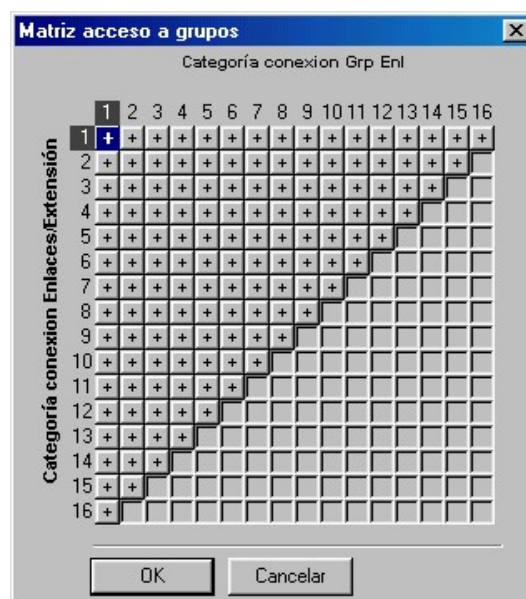 Matriz acceso a grupos
Categoría conexion Grp Enl
1 2 3 4 5 6 7 8 9 10 11 12 13 14 15 16
Categoría conexion Enlaces/Extensión
1 + + + + + + + + + + + + + + + +
2 + + + + + + + + + + + + + + +
3 + + + + + + + + + + + + + +
4 + + + + + + + + + + + + +
5 + + + + + + + + + + + +
6 + + + + + + + + + + +
7 + + + + + + + + + +
8 + + + + + + + + +
9 + + + + + + + +
10 + + + + + + +
11 + + + + + +
12 + + + + +
13 + + + +
14 + + +
15 + +
16 +
OK Cancelar